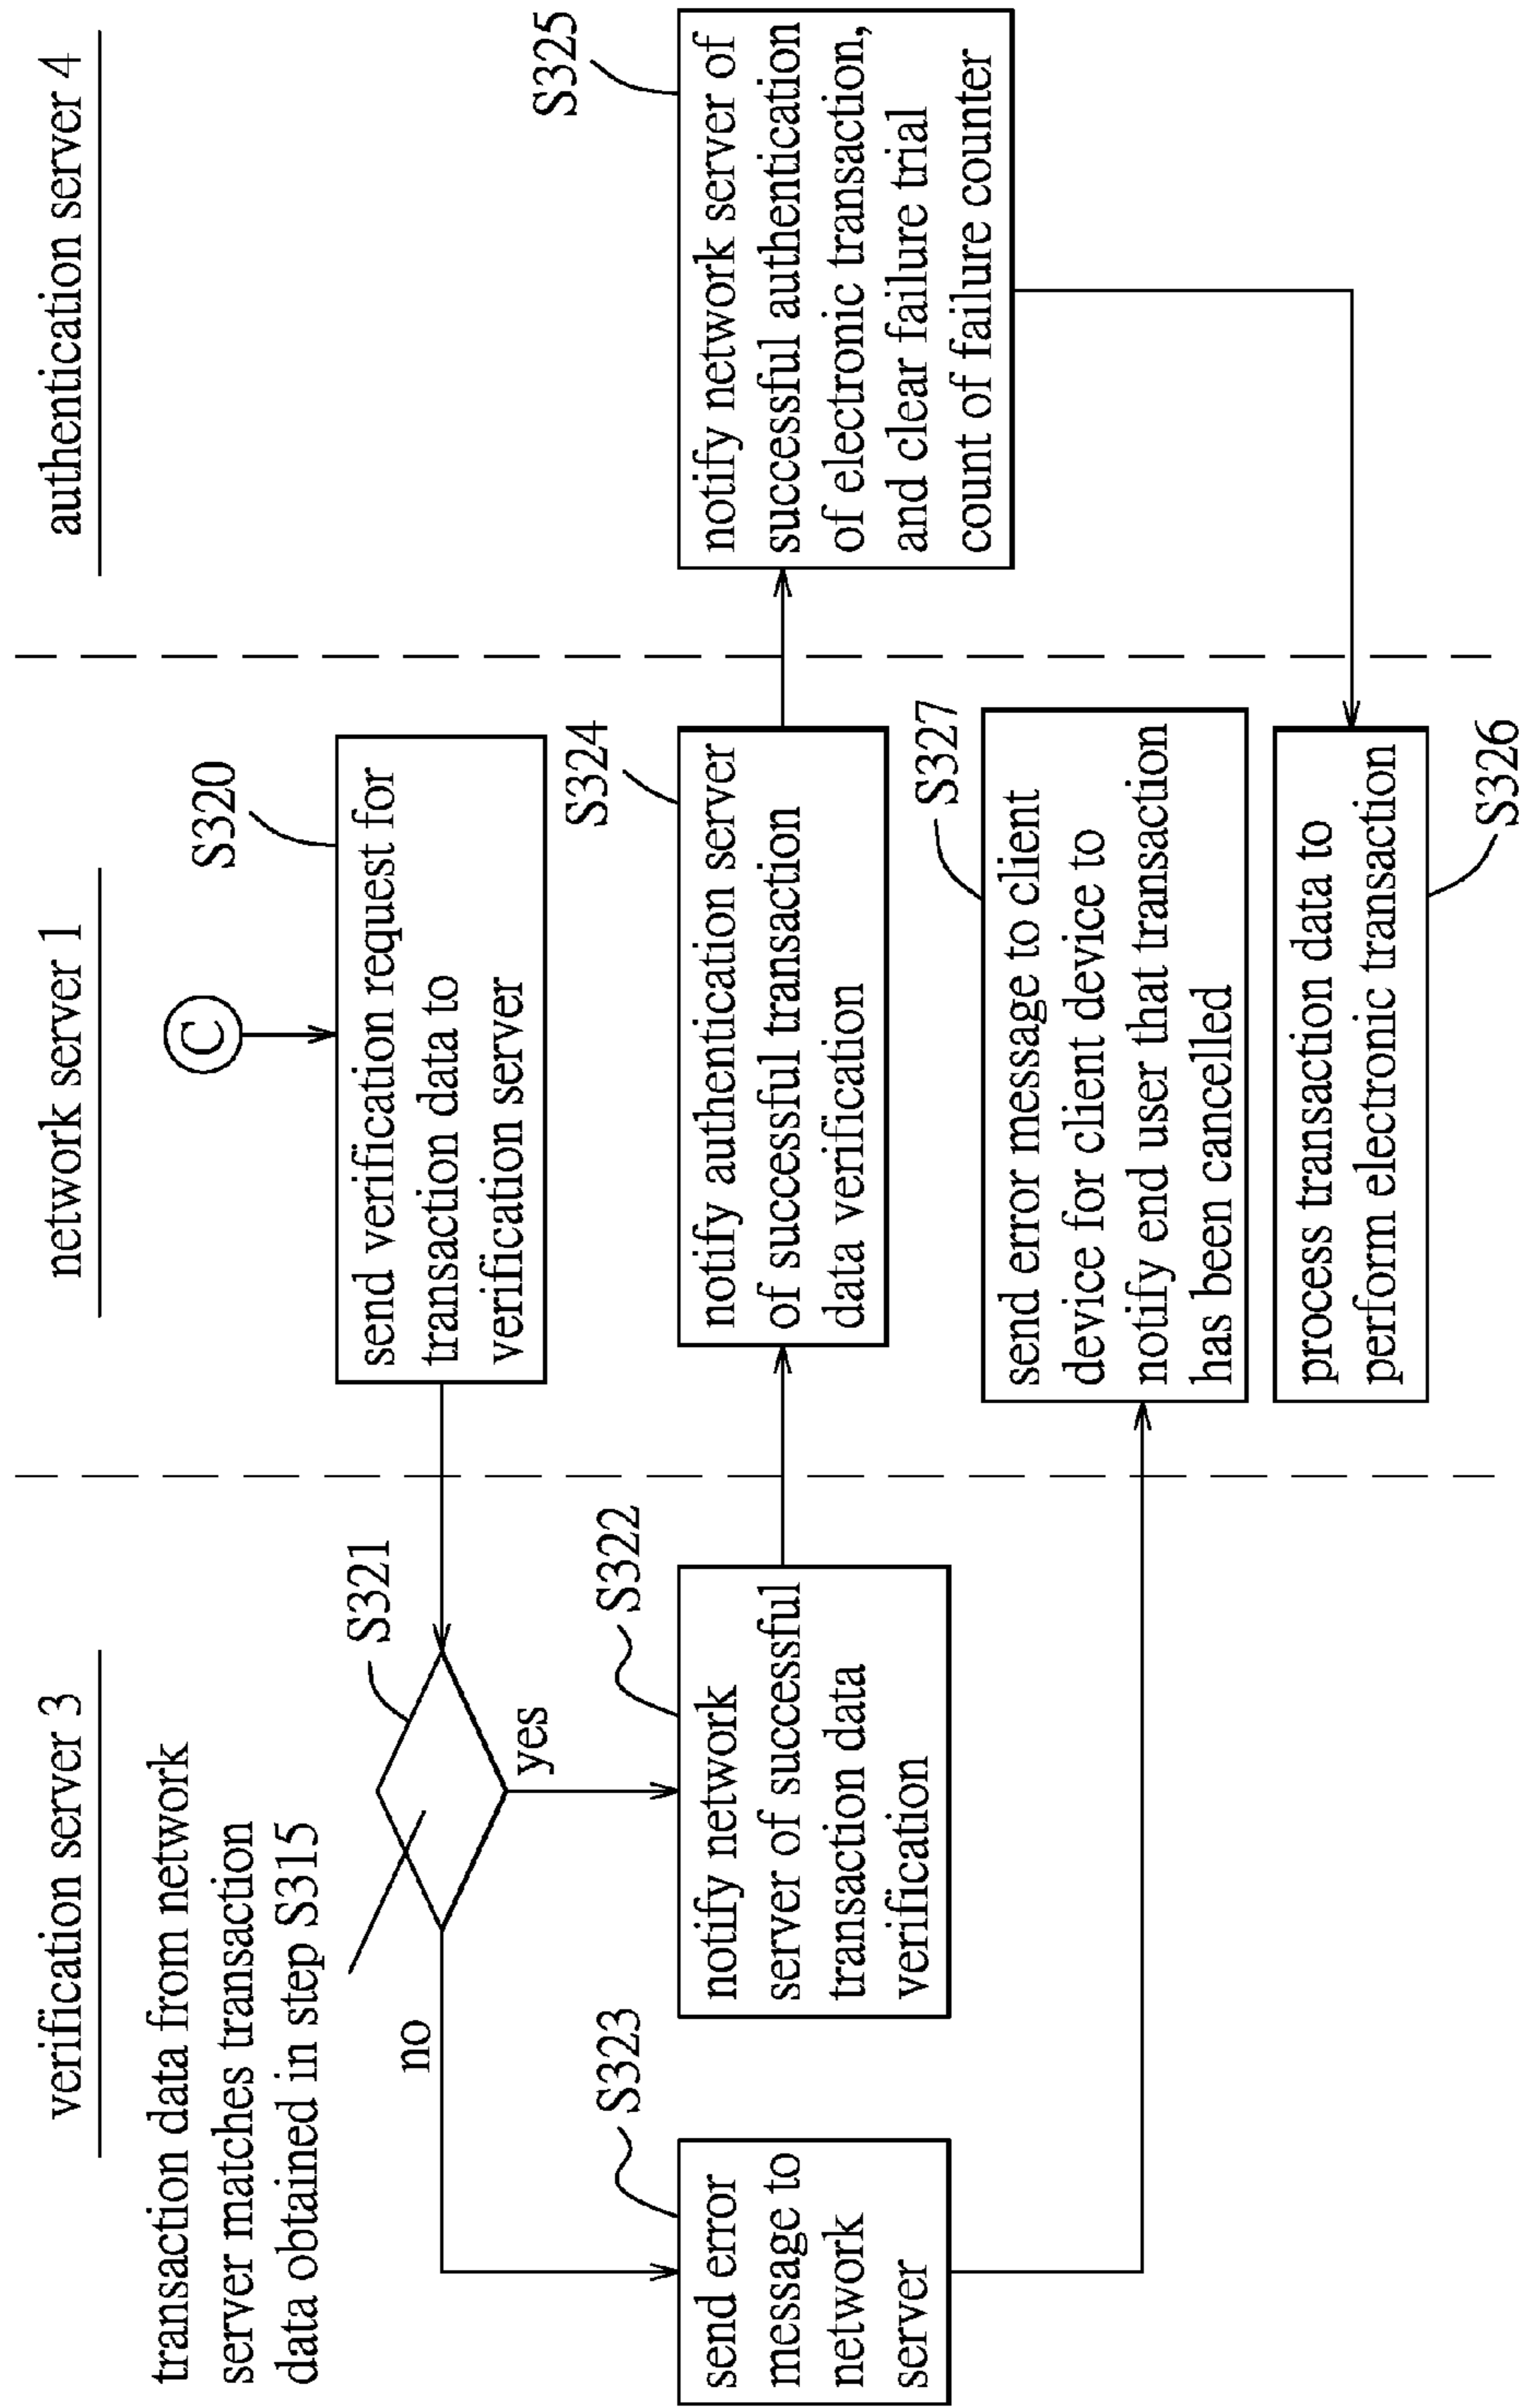 verification server 3
network server 1
authentication server 4
transaction data from network
server matches transaction
data obtained in step S315
S321
no
yes
C
S320
send verification request for
transaction data to
verification server
S323
send error
message to
network
server
S322
notify network
server of successful
transaction data
verification
S324
notify authentication server
of successful transaction
data verification
S325
notify network server of
successful authentication
of electronic transaction,
and clear failure trial
count of failure counter
S327
send error message to client
device for client device to
notify end user that transaction
has been cancelled
process transaction data to
perform electronic transaction
S326